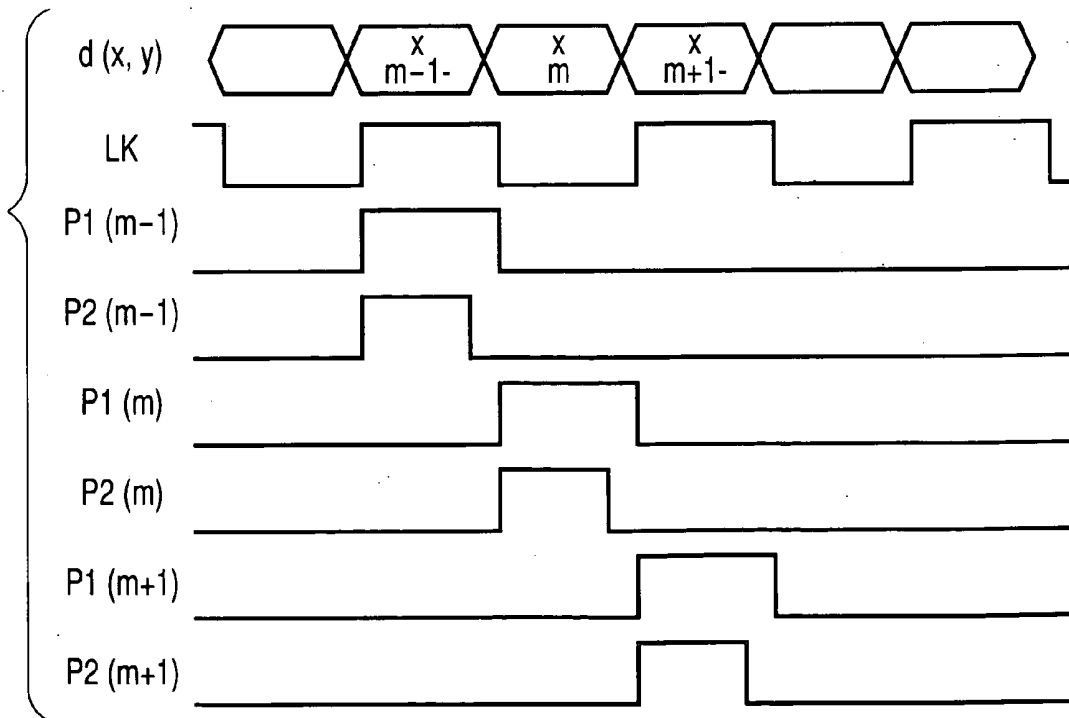 d (x, y)
x x x
m−1- m m+1-
LK
P1 (m−1)
P2 (m−1)
P1 (m)
P2 (m)
P1 (m+1)
P2 (m+1)